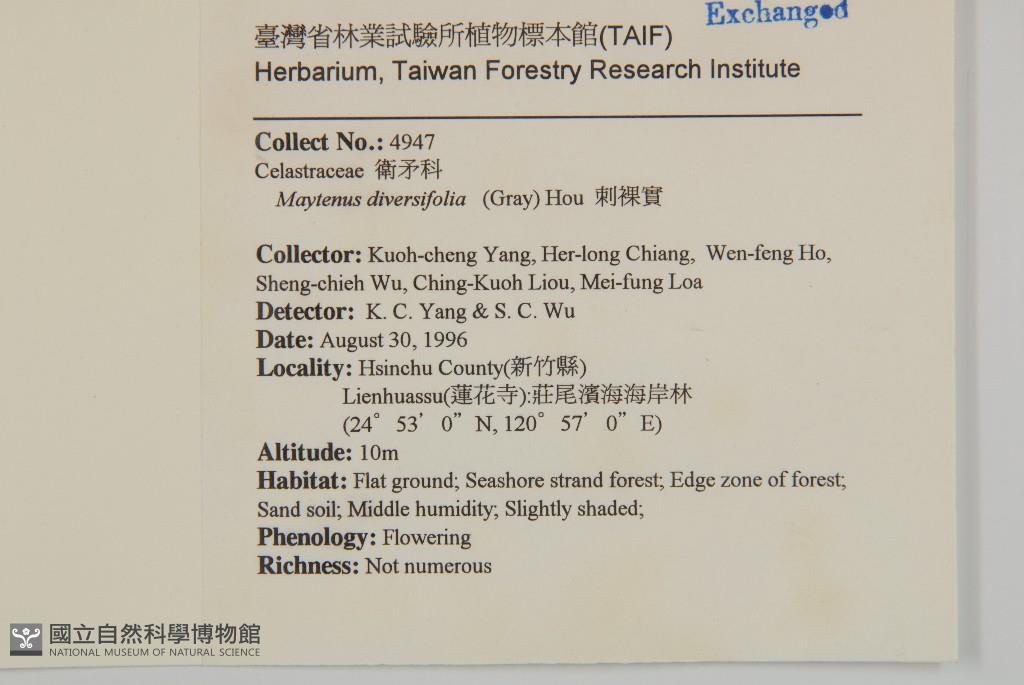 Exchanged
臺灣省林業試驗所植物標本館(TAIF)
Herbarium, Taiwan Forestry Research Institute
Collect No.: 4947
Celastraceae 衛矛科
Maytenus diversifolia (Gray) Hou 刺裸實
Collector: Kuoh-cheng Yang, Her-long Chiang, Wen-feng Ho,
Sheng-chieh Wu, Ching-Kuoh Liou, Mei-fung Loa
Detector: K. C. Yang & S. C. Wu
Date: August 30, 1996
Locality: Hsinchu County(新竹縣)
Lienhuassu(蓮花寺):莊尾濱海海岸林
(24° 53’ 0” N, 120° 57’ 0” E)
Altitude: 10m
Habitat: Flat ground; Seashore strand forest; Edge zone of forest;
Sand soil; Middle humidity; Slightly shaded;
Phenology: Flowering
Richness: Not numerous
國立自然科學博物館
NATIONAL MUSEUM OF NATURAL SCIENCE